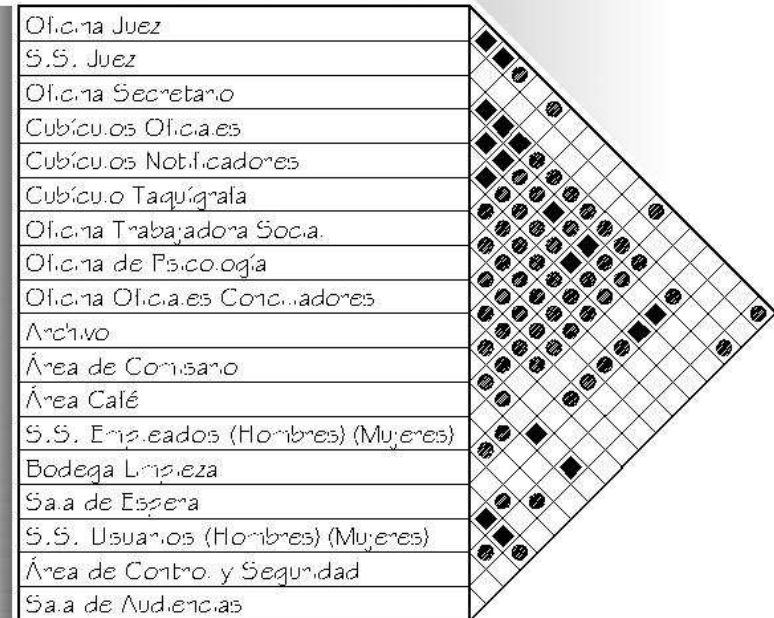 Oficina Juez
S.S. Juez
Oficina Secretario
Cubículos Oficiales
Cubículos Notificadores
Cubículo Taquígrafa
Oficina Trabajadora Social
Oficina de Psicología
Oficina Oficiales Conciliadores
Archivo
Área de Comisario
Área Café
S.S. Empleados (Hombres) (Mujeres)
Bodega Limpieza
Sala de Espera
S.S. Usuarios (Hombres) (Mujeres)
Área de Control y Seguridad
Sala de Audiencias